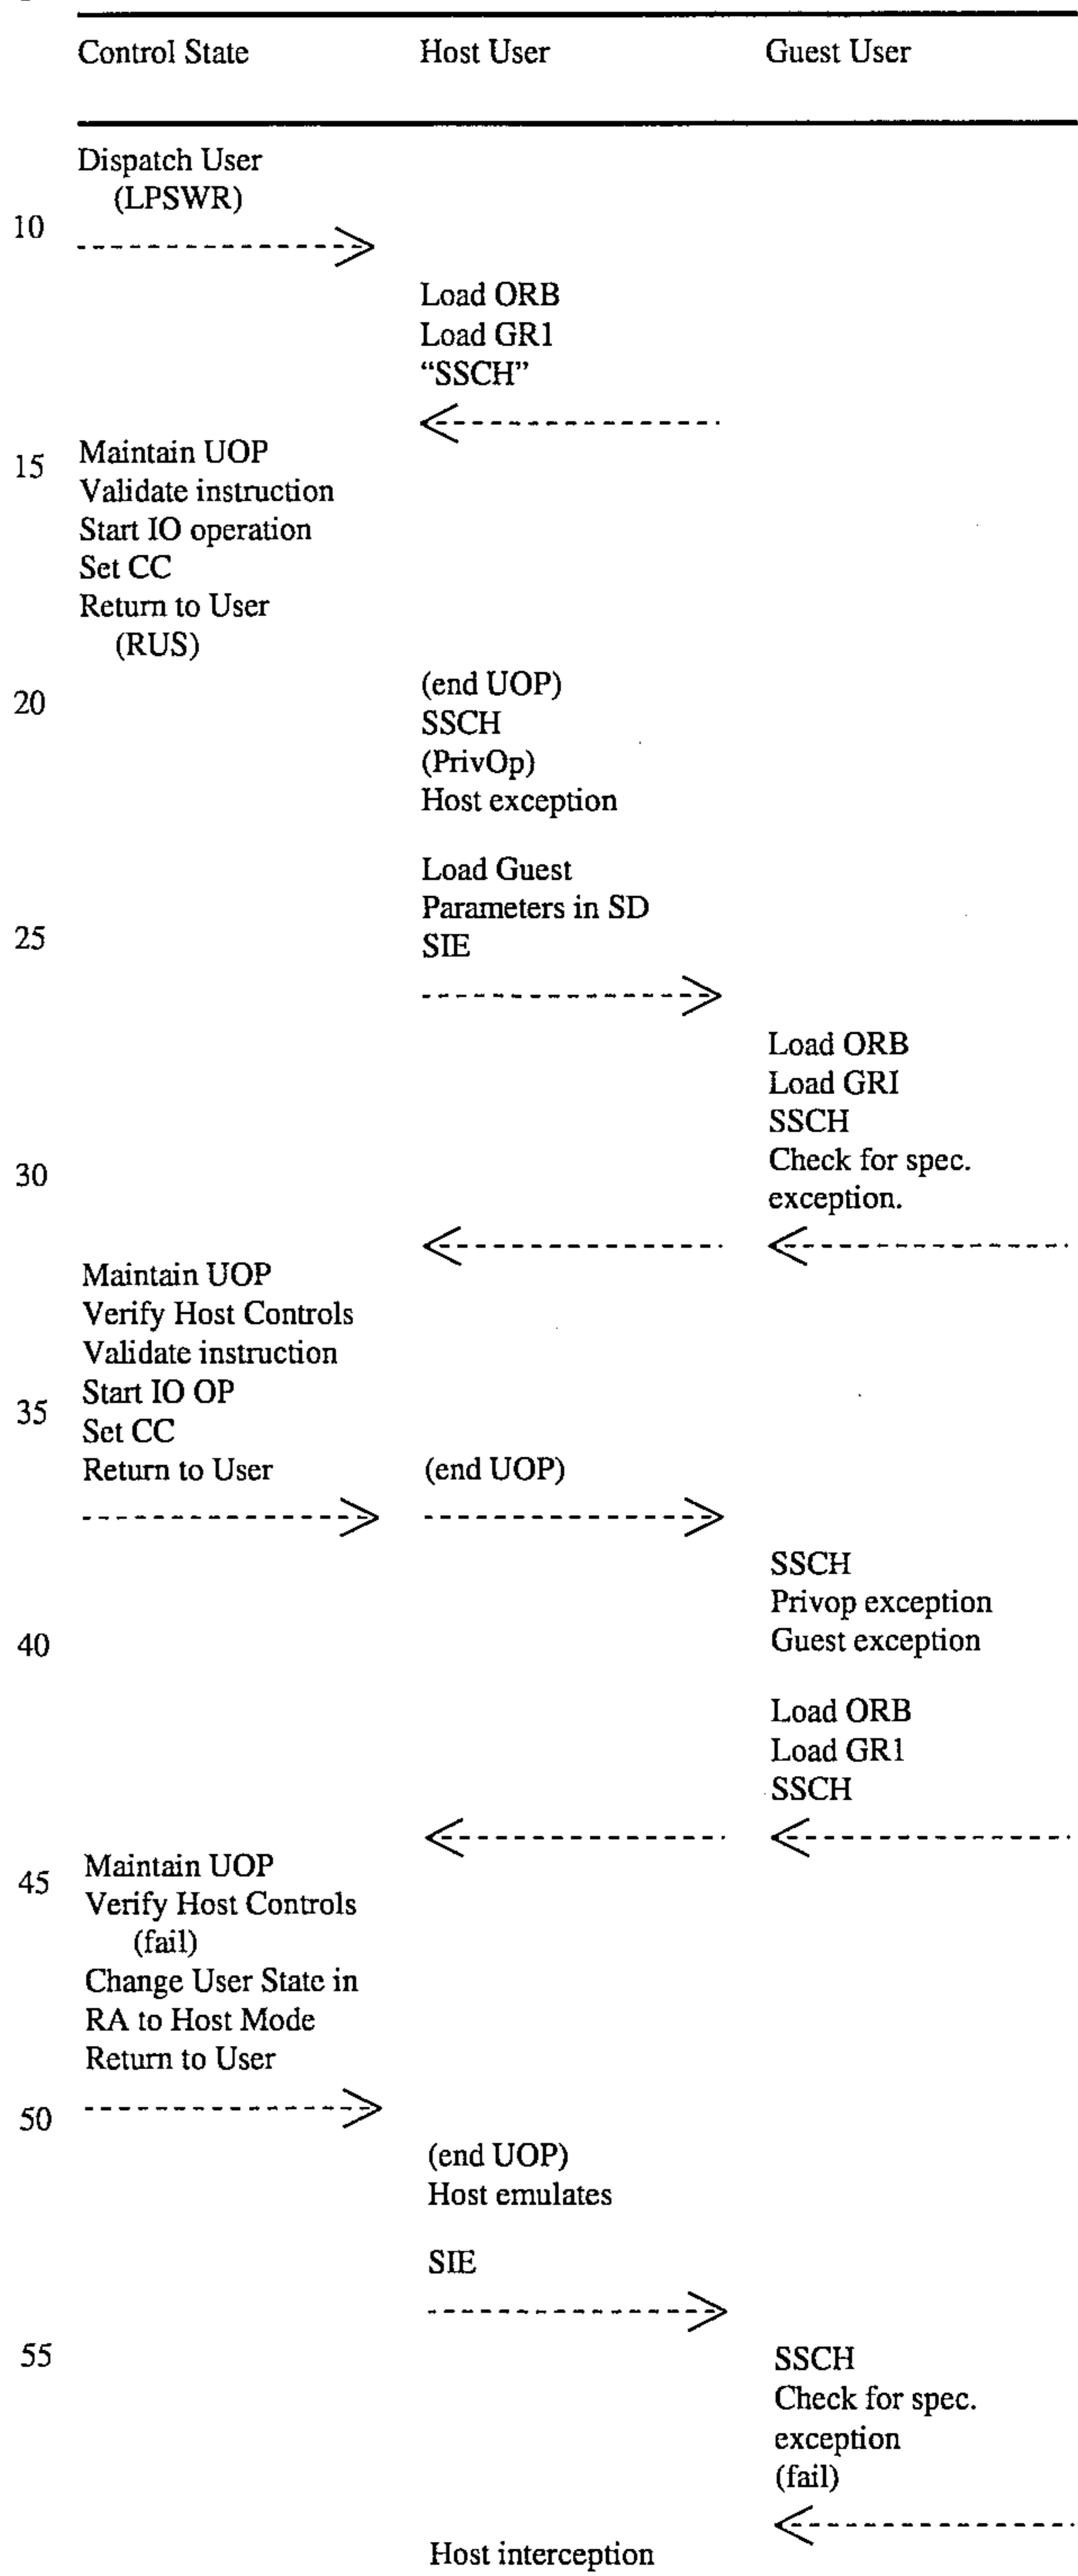 Control State Host User Guest User
Dispatch User
(LPSWR)
10
Load ORB
Load GR1
“SSCH”
15 Maintain UOP
Validate instruction
Start IO operation
Set CC
Return to User
(RUS)
20 (end UOP)
SSCH
(PrivOp)
Host exception
Load Guest
Parameters in SD
25 SIE
Load ORB
Load GRI
SSCH
30 Check for spec.
exception.
Maintain UOP
Verify Host Controls
Validate instruction
35 Start IO OP
Set CC
Return to User (end UOP)
SSCH
Privop exception
40 Guest exception
Load ORB
Load GR1
SSCH
45 Maintain UOP
Verify Host Controls
(fail)
Change User State in
RA to Host Mode
Return to User
50
(end UOP)
Host emulates
SIE
55 SSCH
Check for spec.
exception
(fail)
Host interception